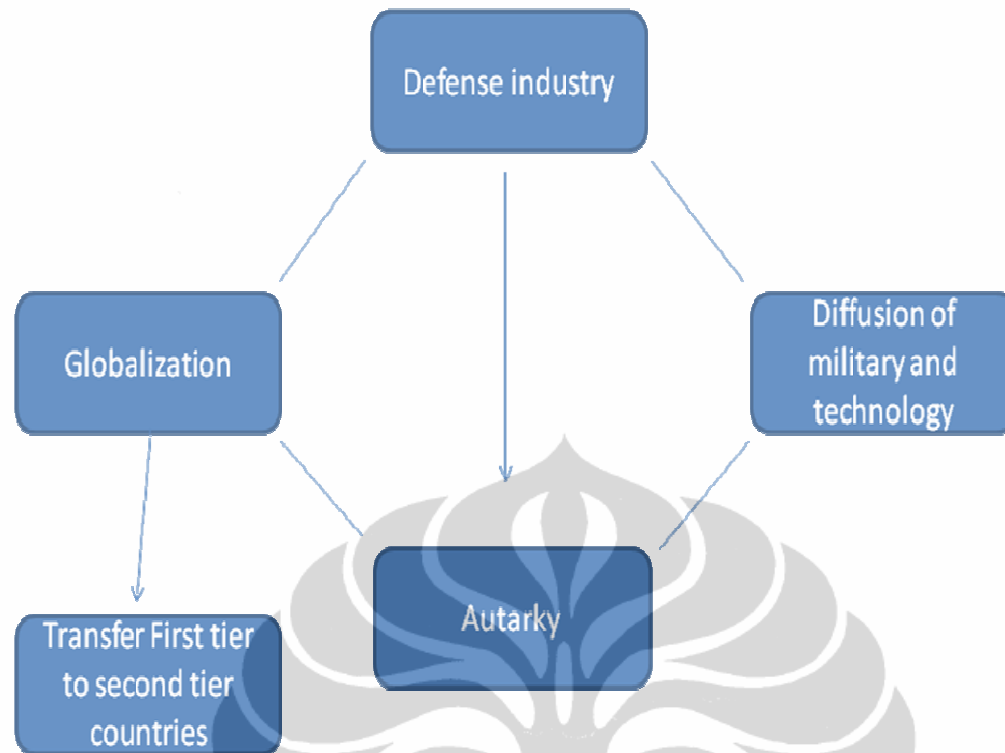 Defense industry
Globalization
Diffusion of
military and
technology
Autarky
Transfer First tier
to second tier
countries